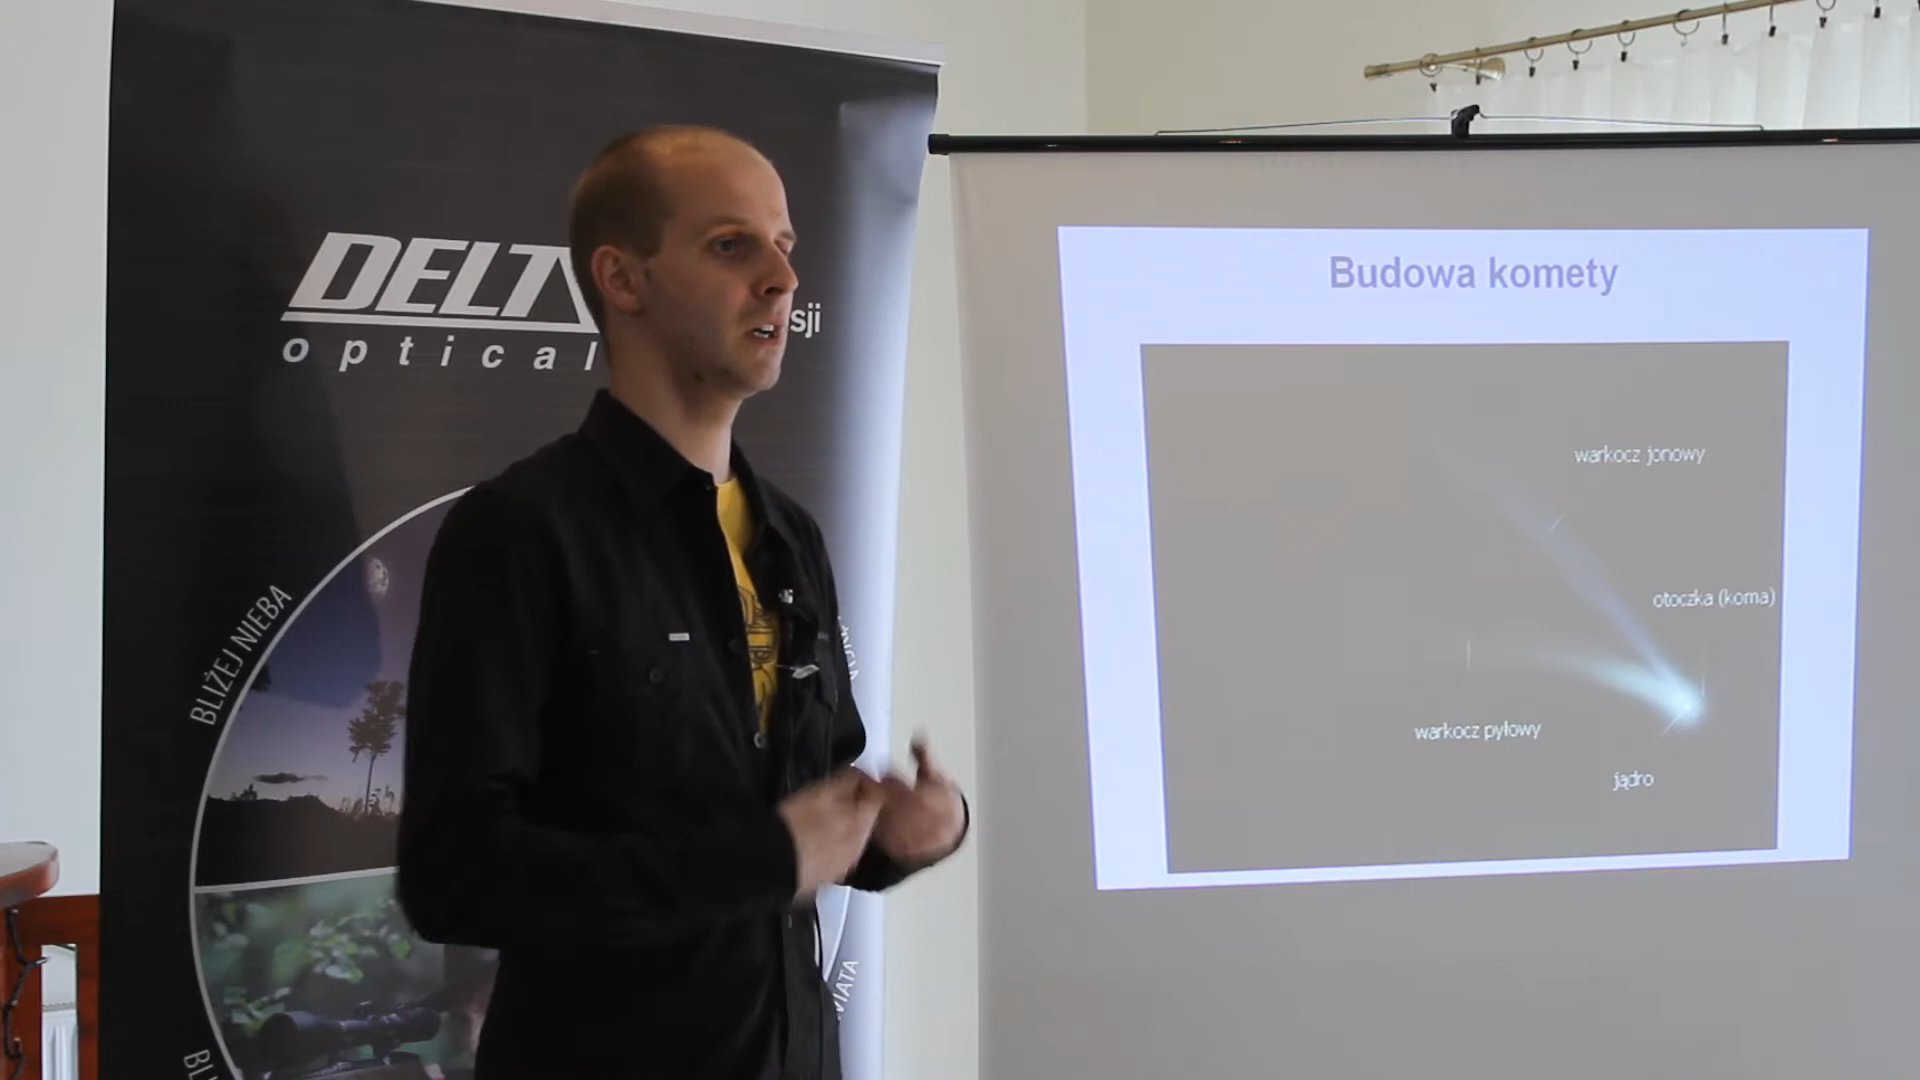 DELT
optical
sji
BLIŻEJ NIEBA
Budowa komety
warkocz jonowy
otoczka (koma)
warkocz pyłowy
jądro